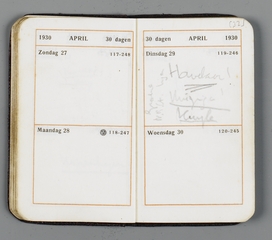 1930 APRIL 30 dagen
Zondag 27 117-248
Maandag 28 118-247
1930 APRIL 30 dagen
Dinsdag 29 119-246
Woensdag 30 120-245